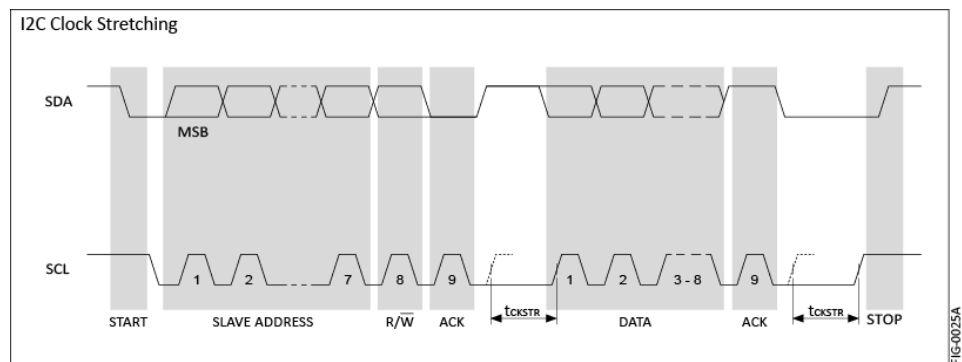 I2C Clock Stretching
SDA
MSB
SCL
1 2 7 8 9 1 2 3 - 8 9
tCKSTR tCKSTR
START SLAVE ADDRESS R/W̅ ACK DATA ACK STOP
FIG-0025A